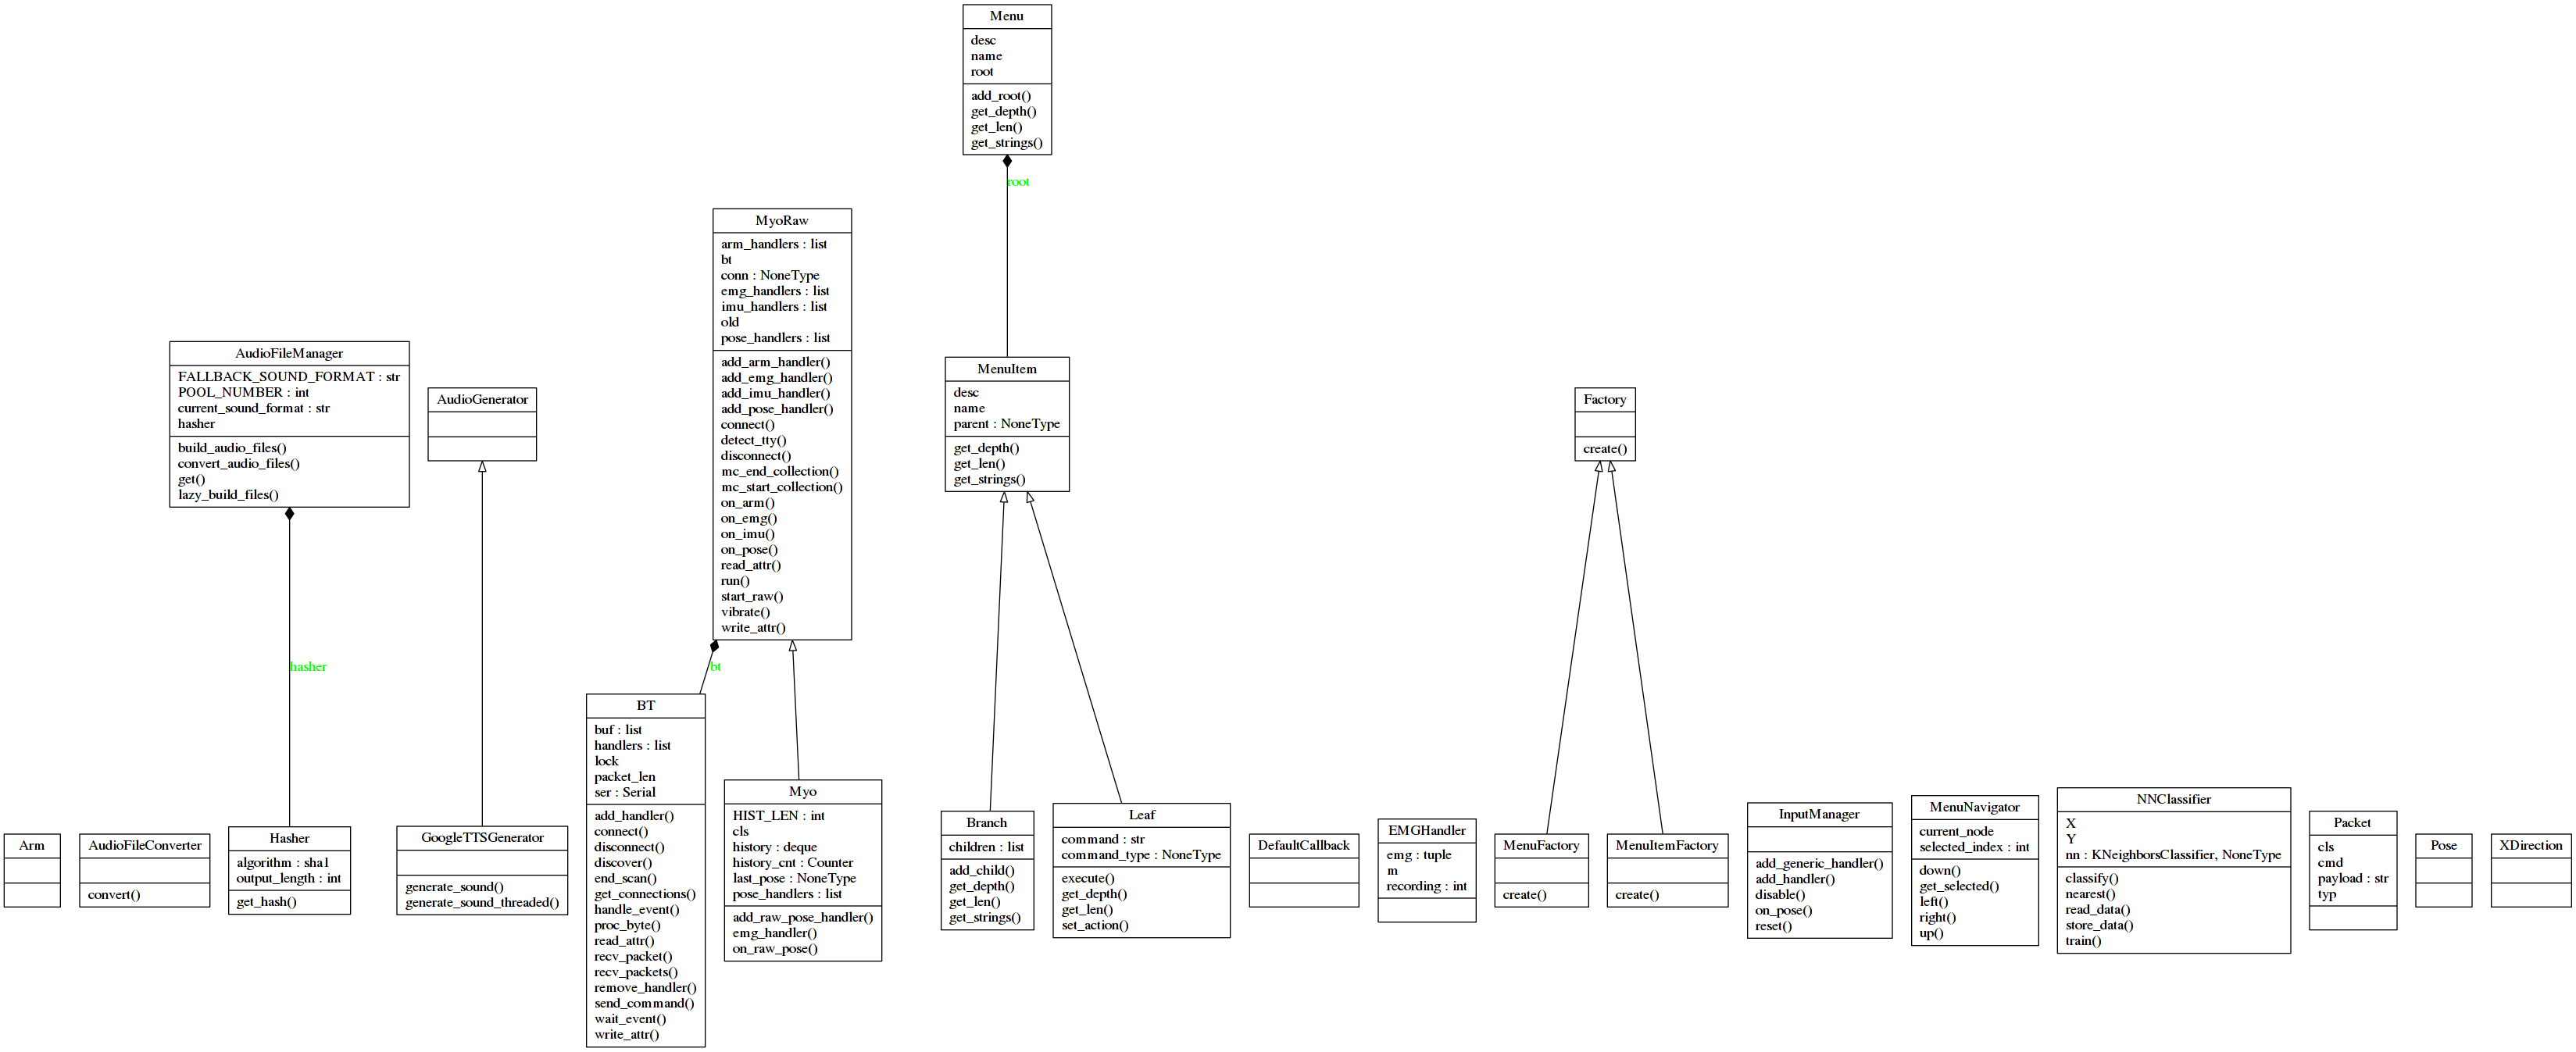 Menu
desc
name
root
add_root()
get_depth()
get_len()
get_strings()
root
MyoRaw
arm_handlers : list
bt
conn : NoneType
emg_handlers : list
imu_handlers : list
old
pose_handlers : list
add_arm_handler()
add_emg_handler()
add_imu_handler()
add_pose_handler()
connect()
detect_tty()
disconnect()
mc_end_collection()
mc_start_collection()
on_arm()
on_emg()
on_imu()
on_pose()
read_attr()
run()
start_raw()
vibrate()
write_attr()
AudioFileManager
FALLBACK_SOUND_FORMAT : str
POOL_NUMBER : int
current_sound_format : str
hasher
build_audio_files()
convert_audio_files()
get()
lazy_build_files()
AudioGenerator
MenuItem
desc
name
parent : NoneType
get_depth()
get_len()
get_strings()
Factory
create()
hasher
bt
Arm
AudioFileConverter
convert()
Hasher
algorithm : sha1
output_length : int
get_hash()
GoogleTTSGenerator
generate_sound()
generate_sound_threaded()
BT
buf : list
handlers : list
lock
packet_len
ser : Serial
add_handler()
connect()
disconnect()
discover()
end_scan()
get_connections()
handle_event()
proc_byte()
read_attr()
recv_packet()
recv_packets()
remove_handler()
send_command()
wait_event()
write_attr()
Myo
HIST_LEN : int
cls
history : deque
history_cnt : Counter
last_pose : NoneType
pose_handlers : list
add_raw_pose_handler()
emg_handler()
on_raw_pose()
Branch
children : list
add_child()
get_depth()
get_len()
get_strings()
Leaf
command : str
command_type : NoneType
execute()
get_depth()
get_len()
set_action()
DefaultCallback
EMGHandler
emg : tuple
m
recording : int
MenuFactory
create()
MenuItemFactory
create()
InputManager
add_generic_handler()
add_handler()
disable()
on_pose()
reset()
MenuNavigator
current_node
selected_index : int
down()
get_selected()
left()
right()
up()
NNClassifier
X
Y
nn : KNeighborsClassifier, NoneType
classify()
nearest()
read_data()
store_data()
train()
Packet
cls
cmd
payload : str
typ
Pose
XDirection